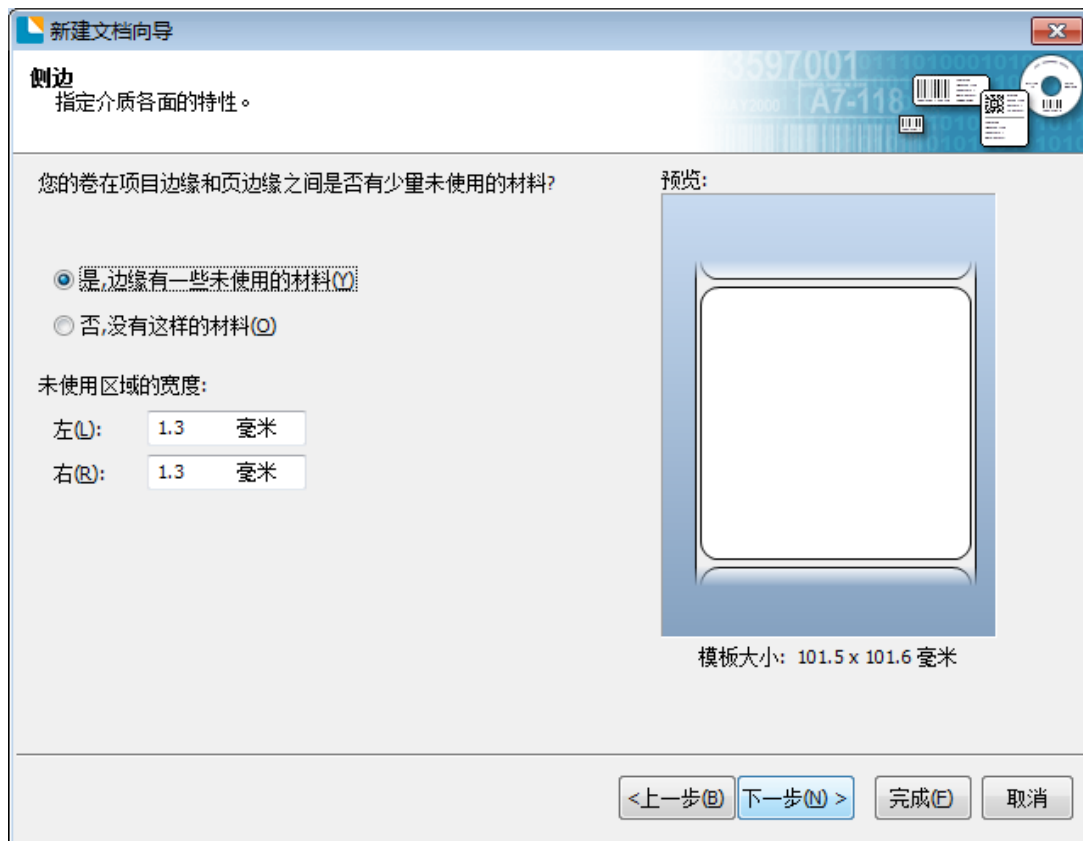 新建文档向导
侧边
指定介质各面的特性。
3597001
A7-118
您的卷在项目边缘和页边缘之间是否有少量未使用的材料?
预览:
是,边缘有一些未使用的材料(Y)
否,没有这样的材料(O)
未使用区域的宽度:
左(L): 1.3 毫米
右(R): 1.3 毫米
模板大小: 101.5 x 101.6 毫米
<上一步(B) 下一步(N) > 完成(F) 取消